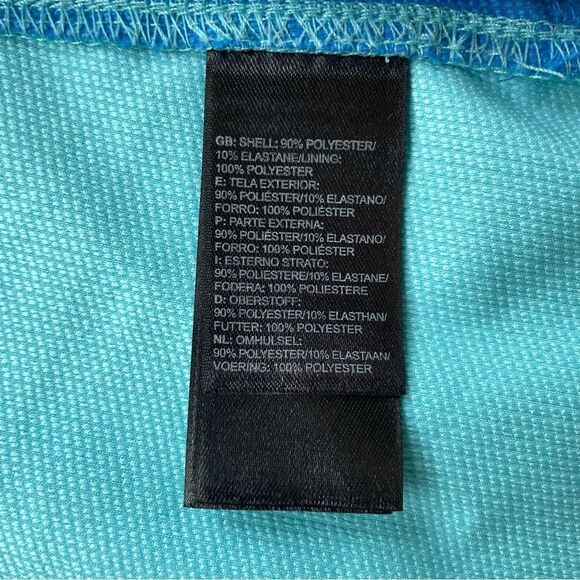 GB: SHELL: 90% POLYESTER/
10% ELASTANE/LINING:
100% POLYESTER
E: TELA EXTERIOR:
90% POLIÉSTER/10% ELASTANO/
FORRO: 100% POLIÉSTER
P: PARTE EXTERNA:
90% POLIÉSTER/10% ELASTANO/
FORRO: 100% POLIÉSTER
I: ESTERNO STRATO:
90% POLIESTERE/10% ELASTANE/
FODERA: 100% POLIESTERE
D: OBERSTOFF:
90% POLYESTER/10% ELASTHAN/
FUTTER: 100% POLYESTER
NL: OMHULSEL:
90% POLYESTER/10% ELASTAAN/
VOERING: 100% POLYESTER